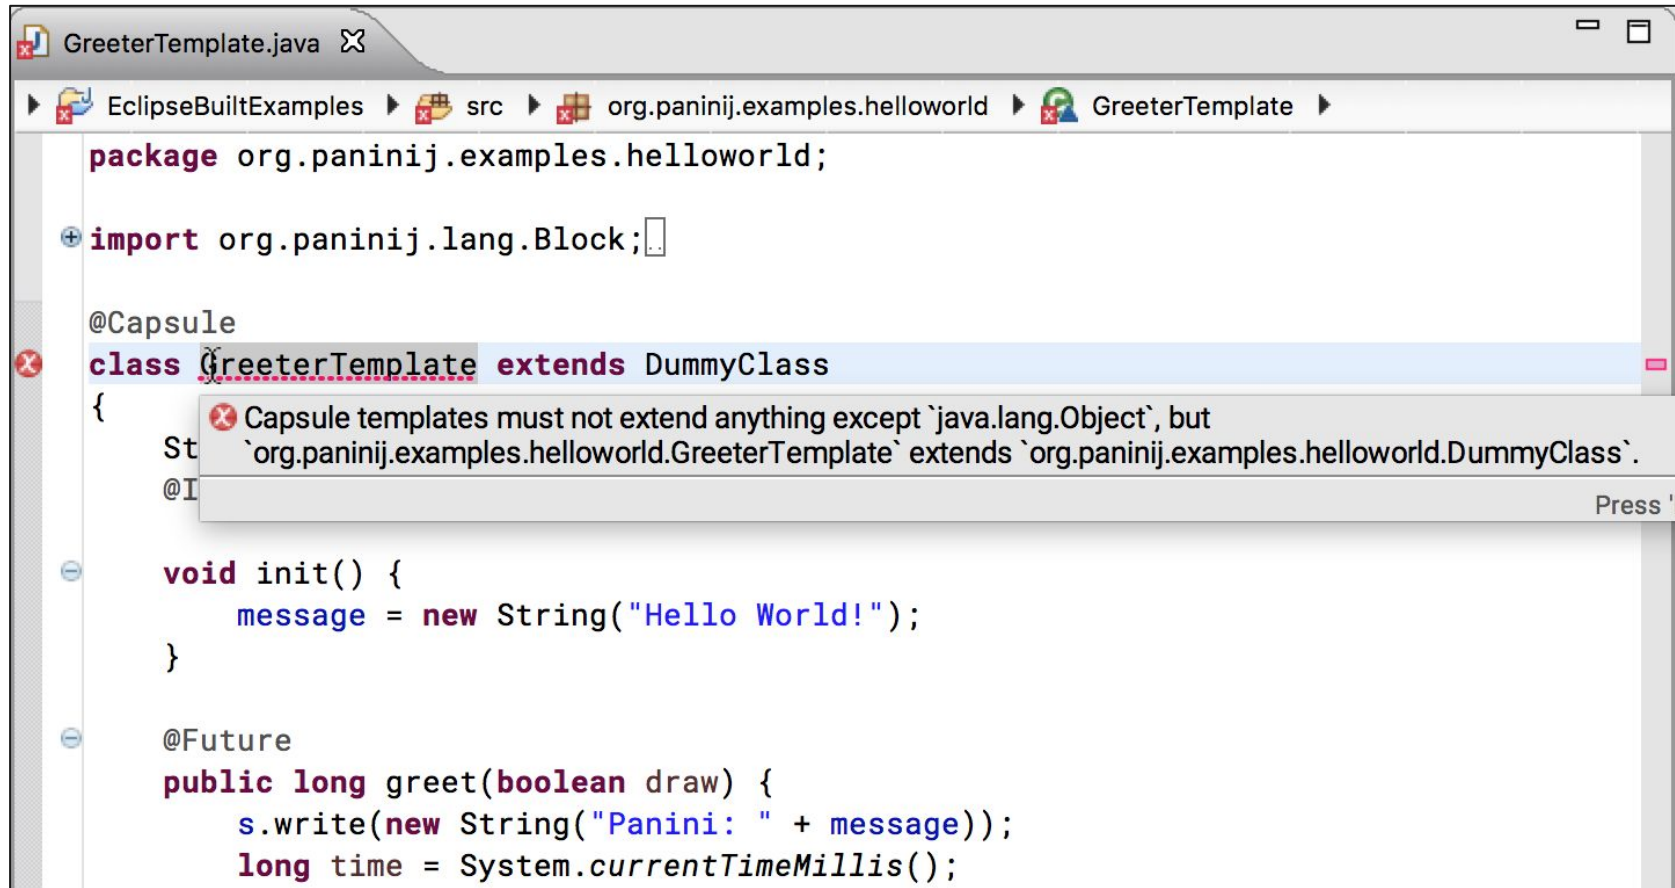 GreeterTemplate.java
EclipseBuiltExamples src org.paninij.examples.helloworld GreeterTemplate
package org.paninij.examples.helloworld;
import org.paninij.lang.Block;
@Capsule
class GreeterTemplate extends DummyClass
{
Capsule templates must not extend anything except `java.lang.Object`, but
St `org.paninij.examples.helloworld.GreeterTemplate` extends `org.paninij.examples.helloworld.DummyClass`.
@I
Press '
void init() {
message = new String("Hello World!");
}
@Future
public long greet(boolean draw) {
s.write(new String("Panini: " + message));
long time = System.currentTimeMillis();